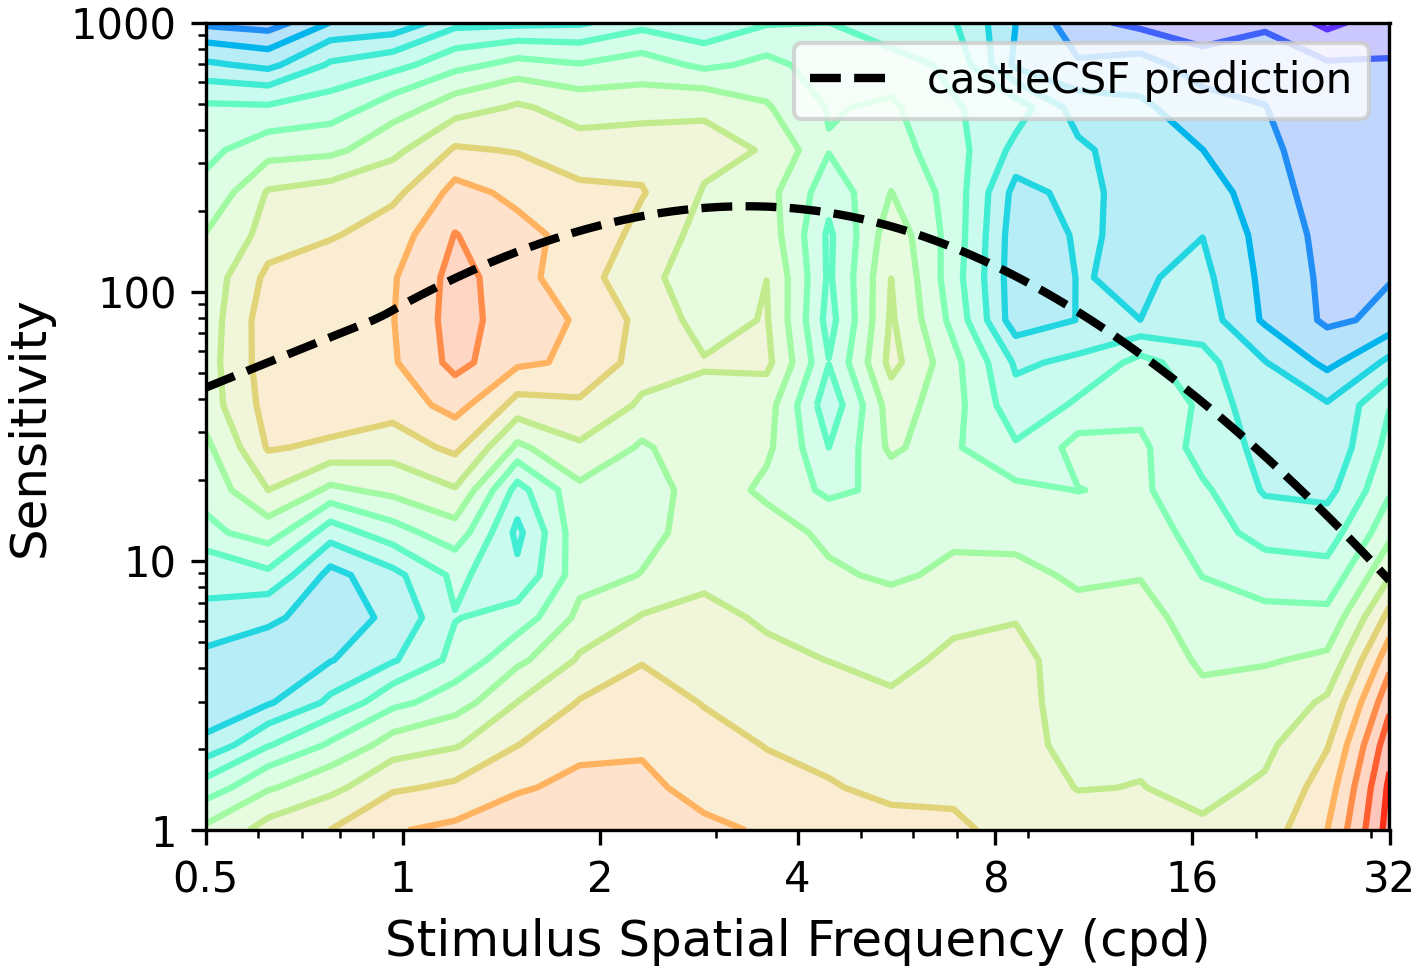 1000
castleCSF prediction
100
Sensitivity
10
1
0.5 1 2 4 8 16 32
Stimulus Spatial Frequency (cpd)